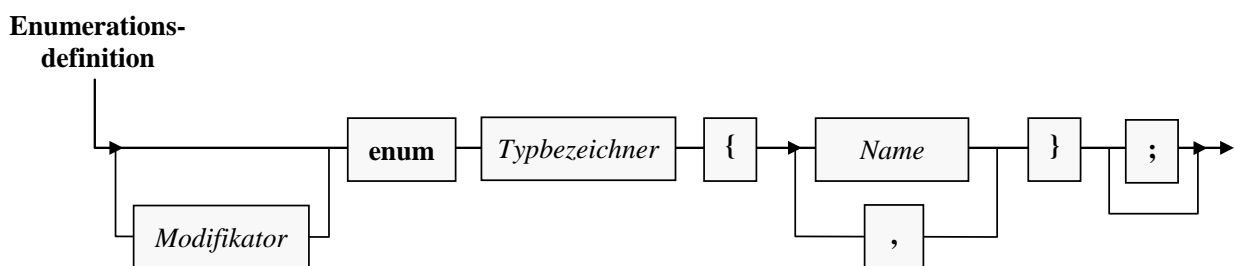 Enumerations-
definition
enum Typbezeichner { Name } ;
Modifikator ,